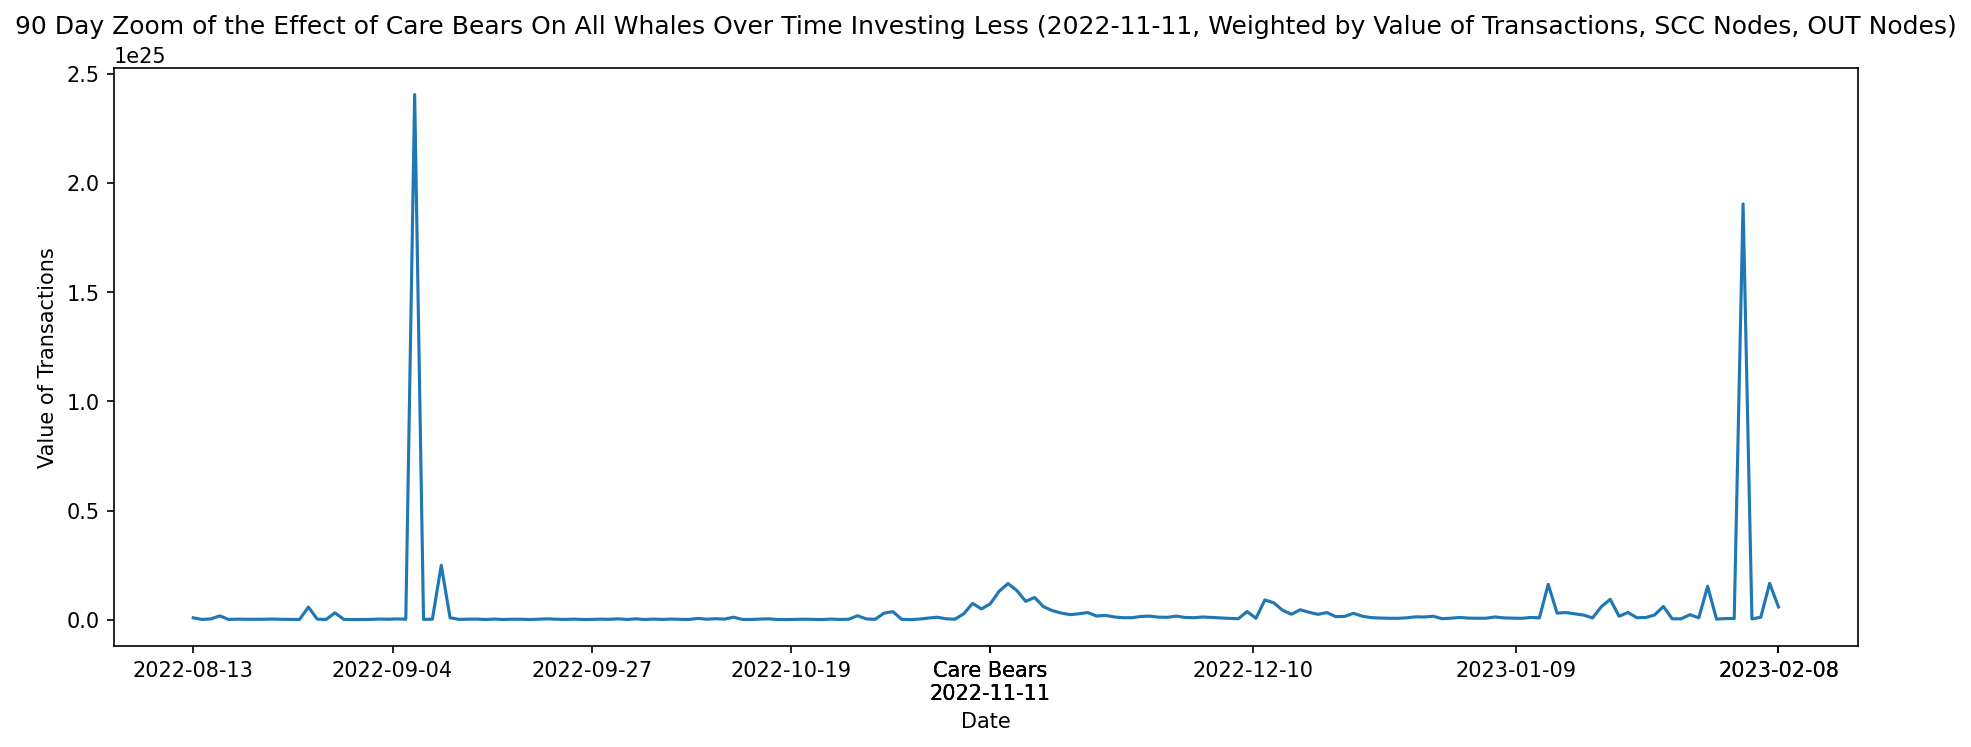 90 Day Zoom of the Effect of Care Bears On All Whales Over Time Investing Less (2022-11-11, Weighted by Value of Transactions, SCC Nodes, OUT Nodes)
1e25
2.5
2.0
1.5
1.0
0.5
0.0
Value of Transactions
2022-08-13 2022-09-04 2022-09-27 2022-10-19 Care Bears 2022-12-10 2023-01-09 2023-02-08
2022-11-11
Date